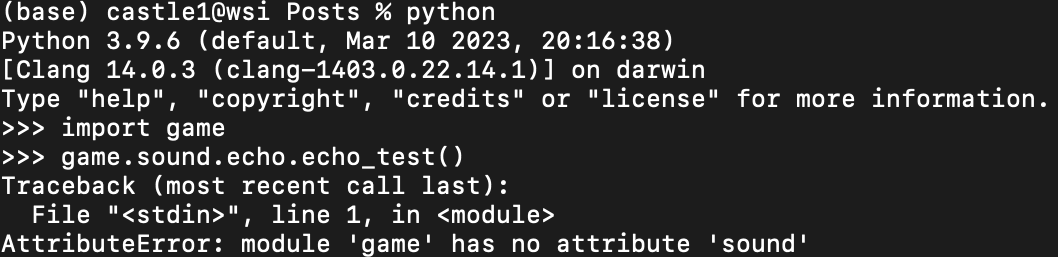 (base) castle1@wsi Posts % python
Python 3.9.6 (default, Mar 10 2023, 20:16:38)
[Clang 14.0.3 (clang-1403.0.22.14.1)] on darwin
Type "help", "copyright", "credits" or "license" for more information.
>>> import game
>>> game.sound.echo.echo_test()
Traceback (most recent call last):
  File "<stdin>", line 1, in <module>
AttributeError: module 'game' has no attribute 'sound'